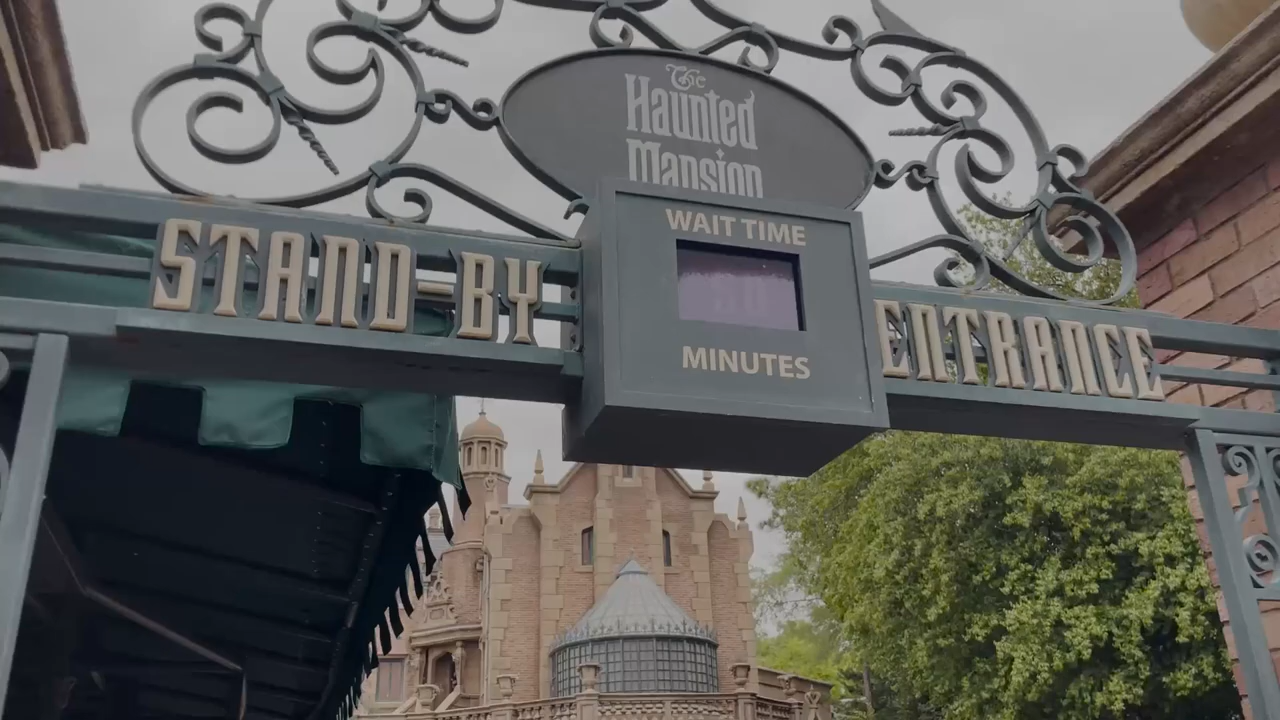 The
Haunted
Mansion
STAND-BY
WAIT TIME
MINUTES
ENTRANCE